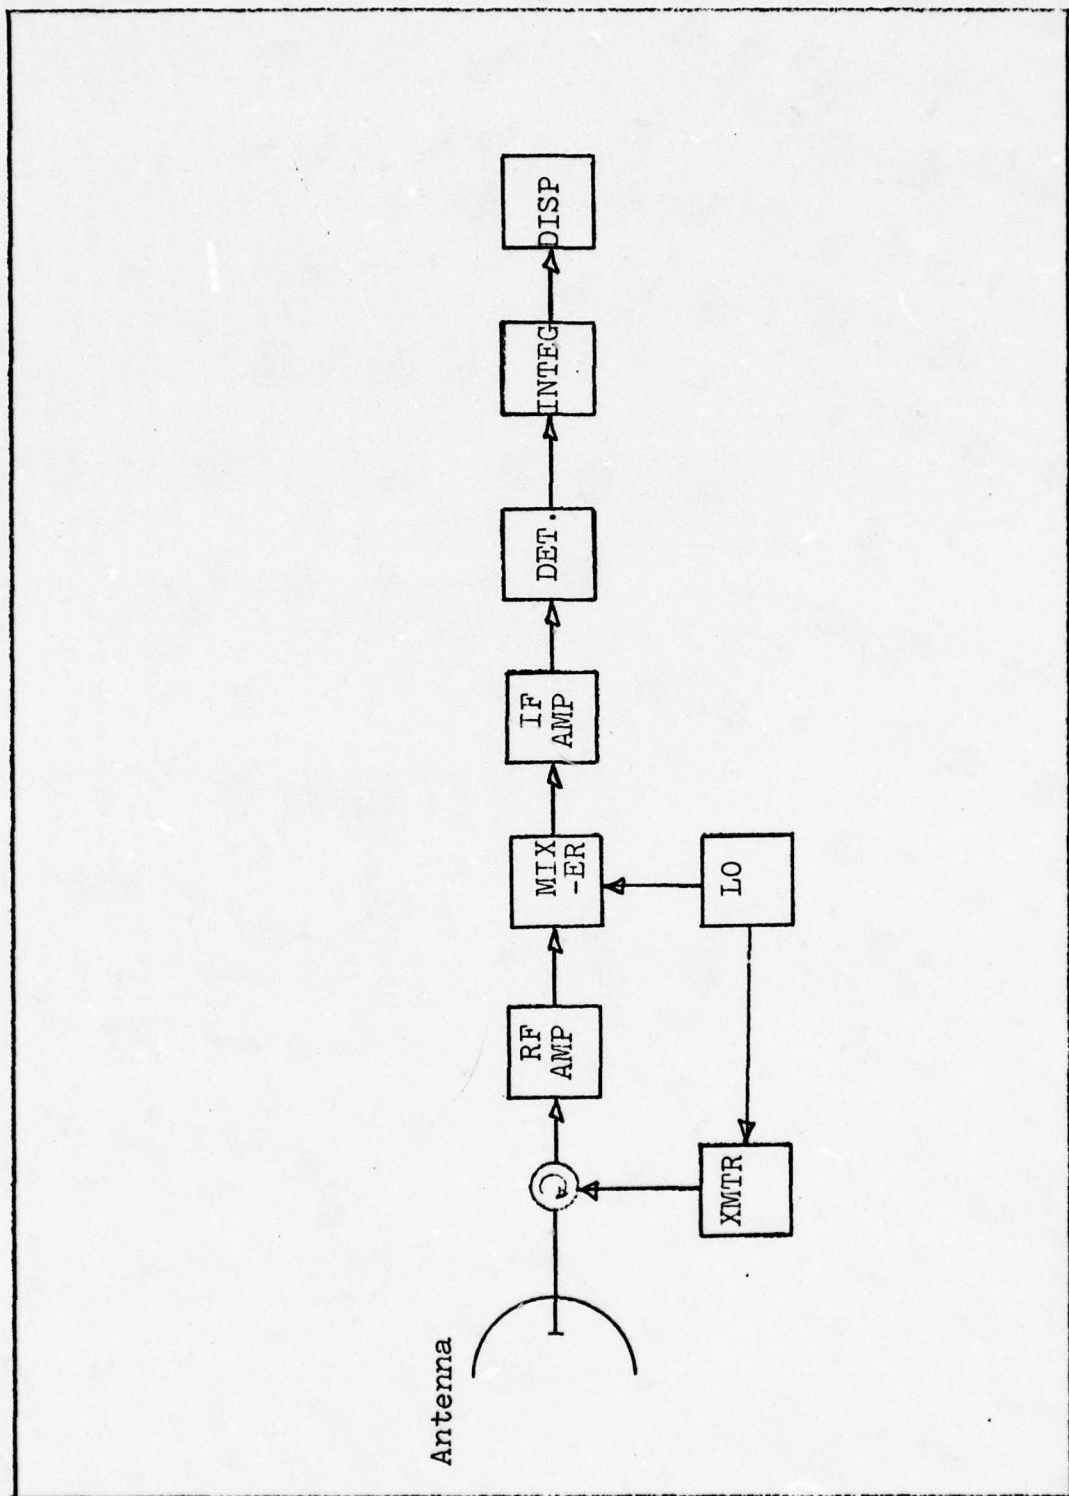 Antenna
RF
AMP
MIX
-ER
IF
AMP
DET.
INTEG
DISP
XMTR
LO